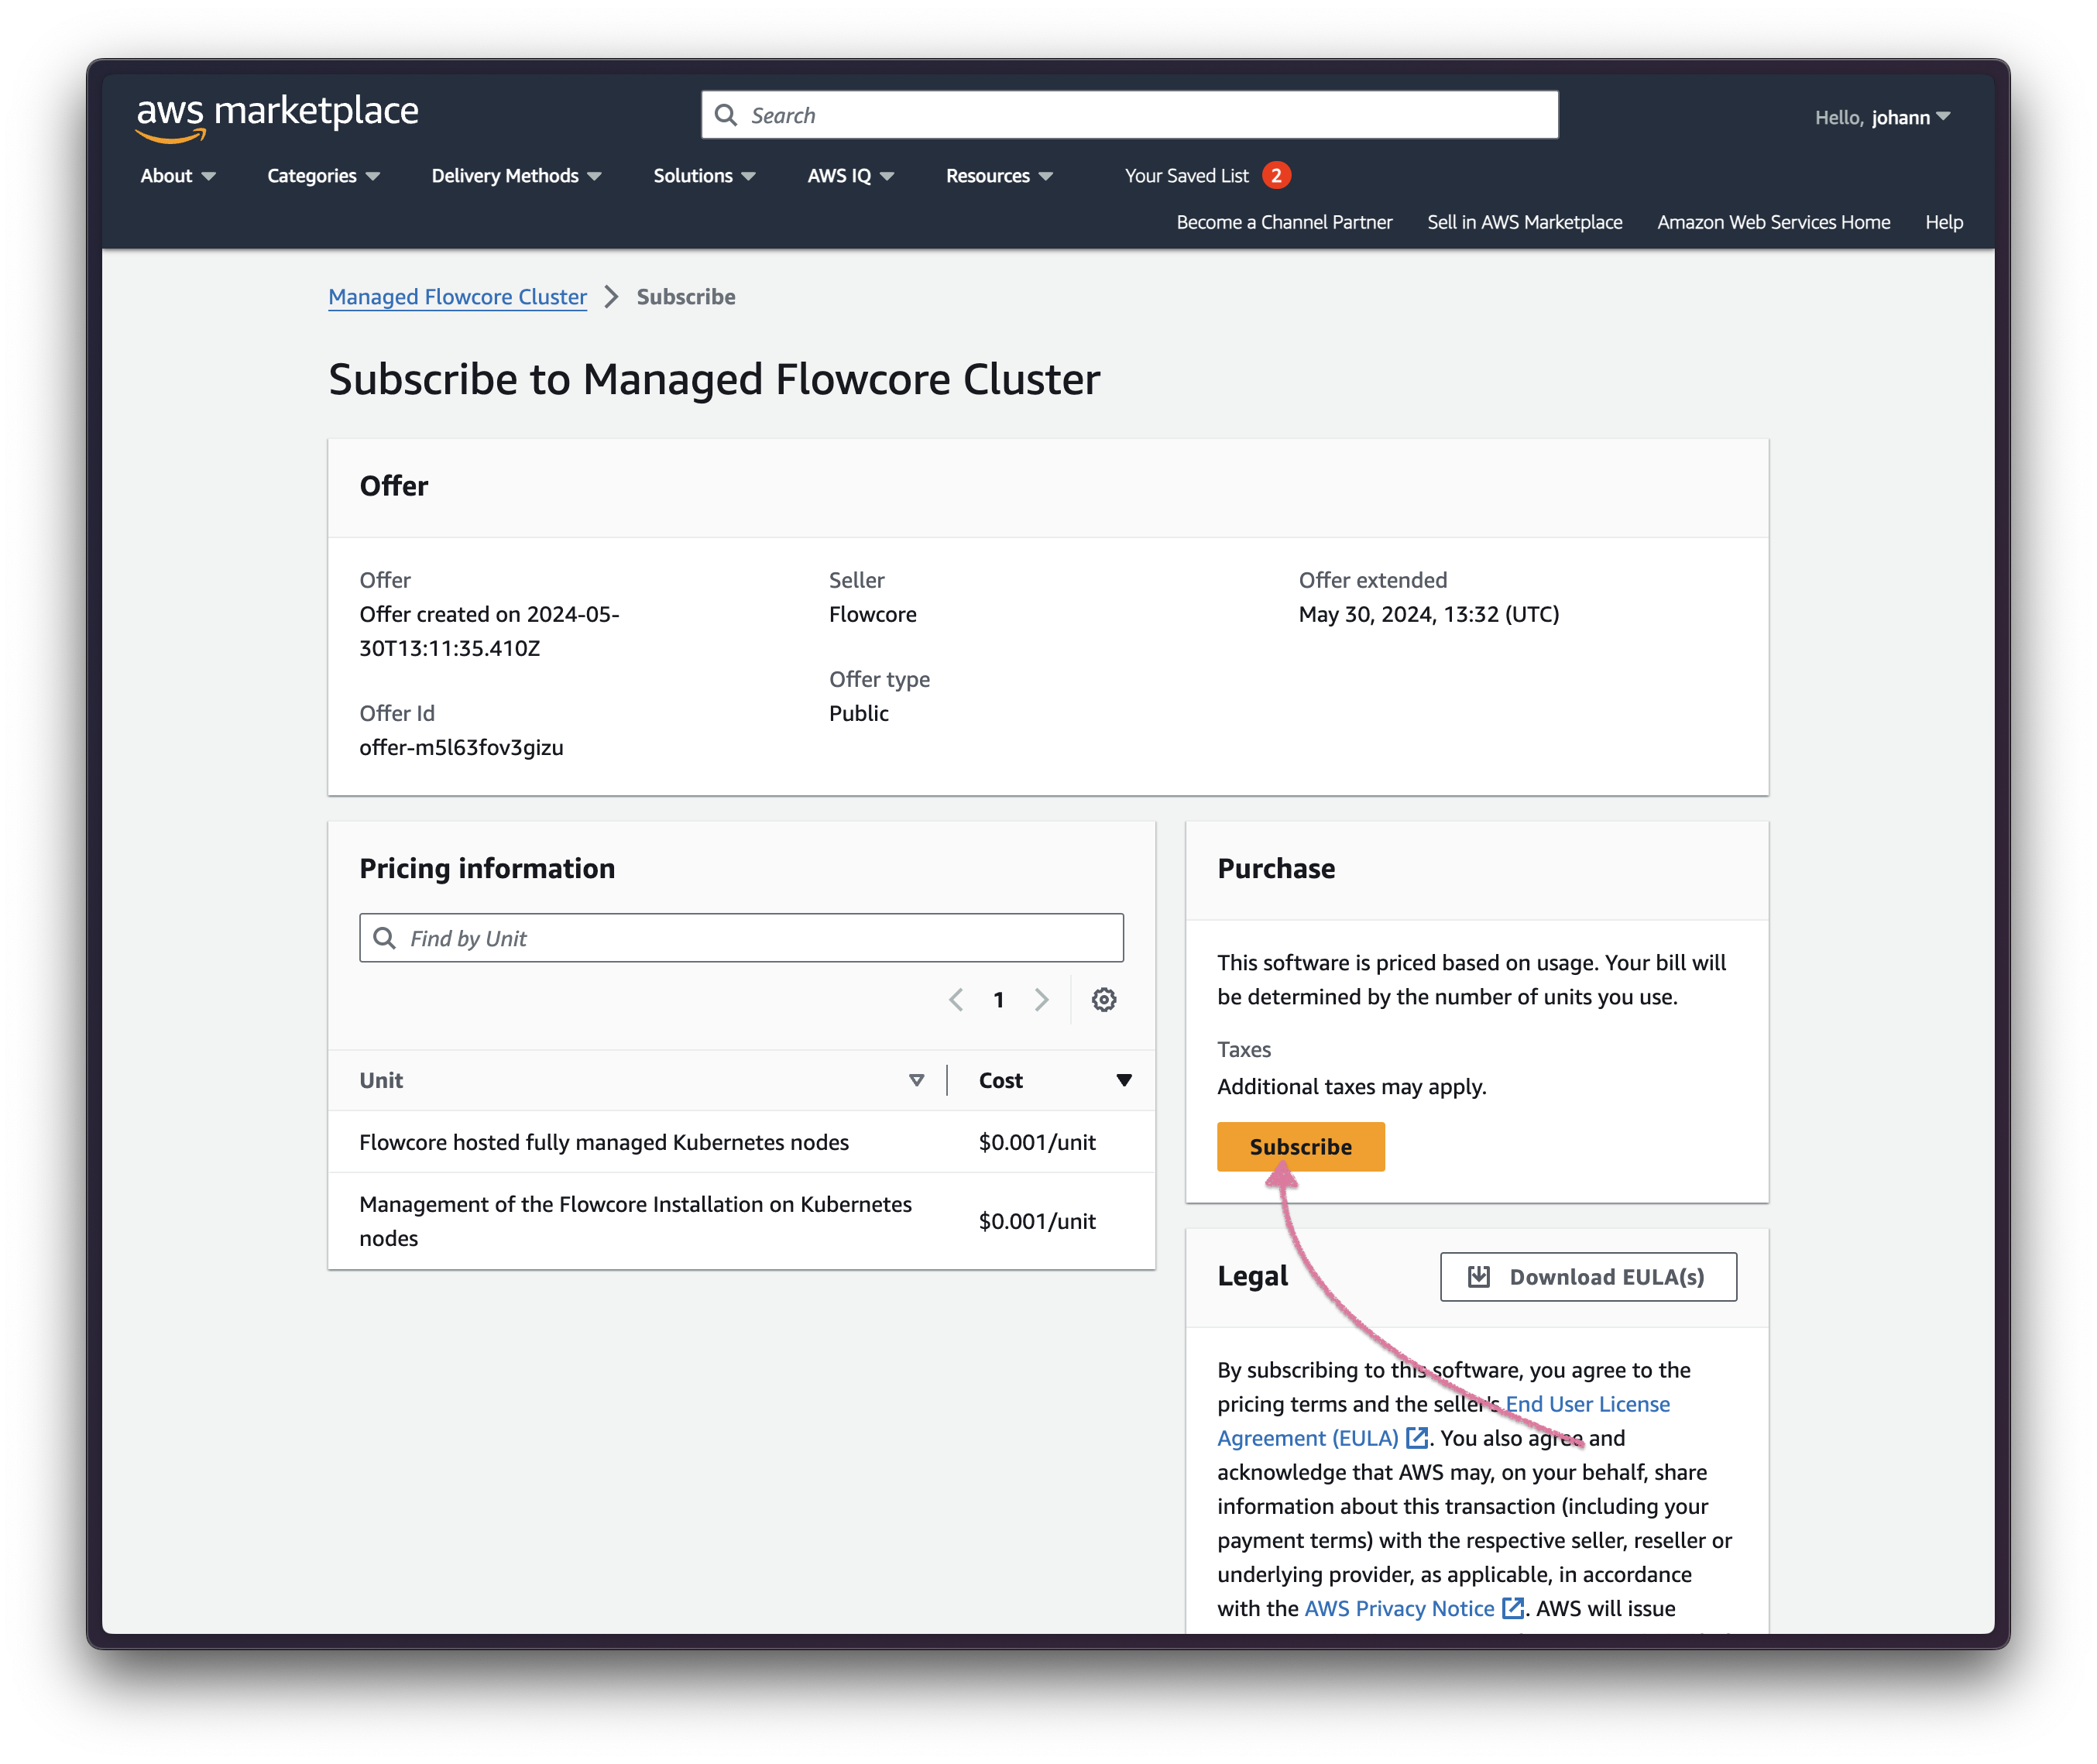 aws marketplace
Search
Hello, johann
About
Categories
Delivery Methods
Solutions
AWS IQ
Resources
Your Saved List 2
Become a Channel Partner
Sell in AWS Marketplace
Amazon Web Services Home
Help
Managed Flowcore Cluster
Subscribe
Subscribe to Managed Flowcore Cluster
Offer
Offer
Offer created on 2024-05-
30T13:11:35.410Z
Offer Id
offer-m5l63fov3gizu
Seller
Flowcore
Offer type
Public
Offer extended
May 30, 2024, 13:32 (UTC)
Pricing information
Find by Unit
1
Unit
Cost
Flowcore hosted fully managed Kubernetes nodes
$0.001/unit
Management of the Flowcore Installation on Kubernetes
nodes
$0.001/unit
Purchase
This software is priced based on usage. Your bill will
be determined by the number of units you use.
Taxes
Additional taxes may apply.
Subscribe
Legal
Download EULA(s)
By subscribing to this software, you agree to the
pricing terms and the seller's End User License
Agreement (EULA). You also agree and
acknowledge that AWS may, on your behalf, share
information about this transaction (including your
payment terms) with the respective seller, reseller or
underlying provider, as applicable, in accordance
with the AWS Privacy Notice. AWS will issue